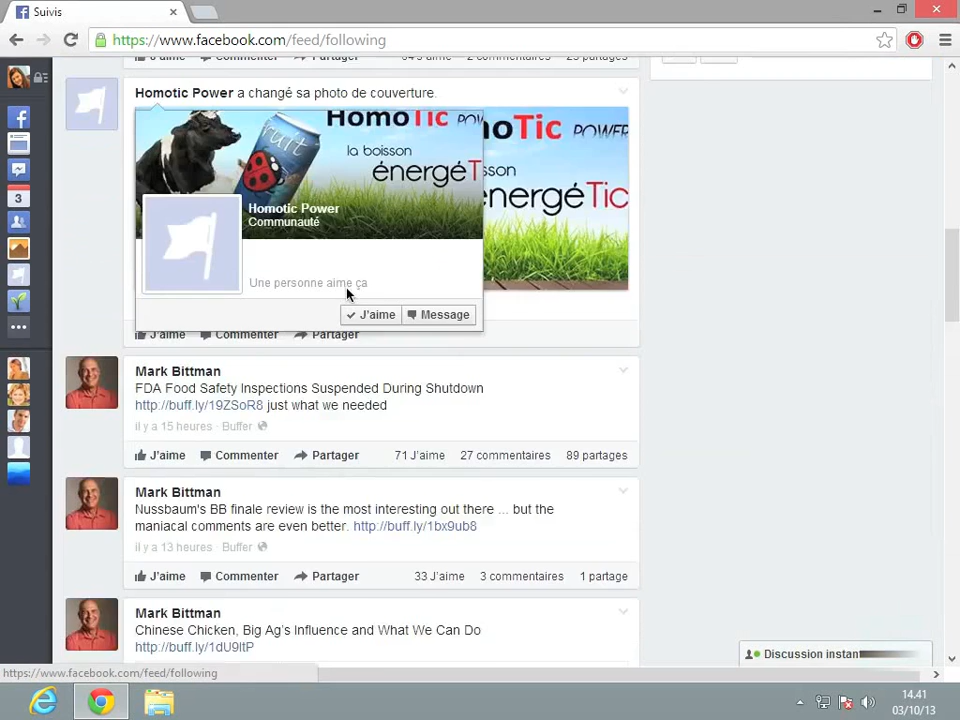 Suivis
https://www.facebook.com/feed/following
J'aime Commenter Partager 2 commentaires
Homotic Power a changé sa photo de couverture.
HomoTic POW
la boisson
énergéT
fruit
moTic POWER
sson
nergéTic
Homotic Power
Communauté
Une personne aime ça
J'aime Message
J'aime Commenter Partager
Mark Bittman
FDA Food Safety Inspections Suspended During Shutdown
http://buff.ly/19ZSoR8 just what we needed
il y a 15 heures · Buffer
J'aime Commenter Partager 71 J'aime 27 commentaires 89 partages
Mark Bittman
Nussbaum's BB finale review is the most interesting out there ... but the
maniacal comments are even better. http://buff.ly/1bx9ub8
il y a 13 heures · Buffer
J'aime Commenter Partager 33 J'aime 3 commentaires 1 partage
Mark Bittman
Chinese Chicken, Big Ag's Influence and What We Can Do
http://buff.ly/1dU9ltP
3
Discussion instan
https://www.facebook.com/feed/following
14.41
03/10/13